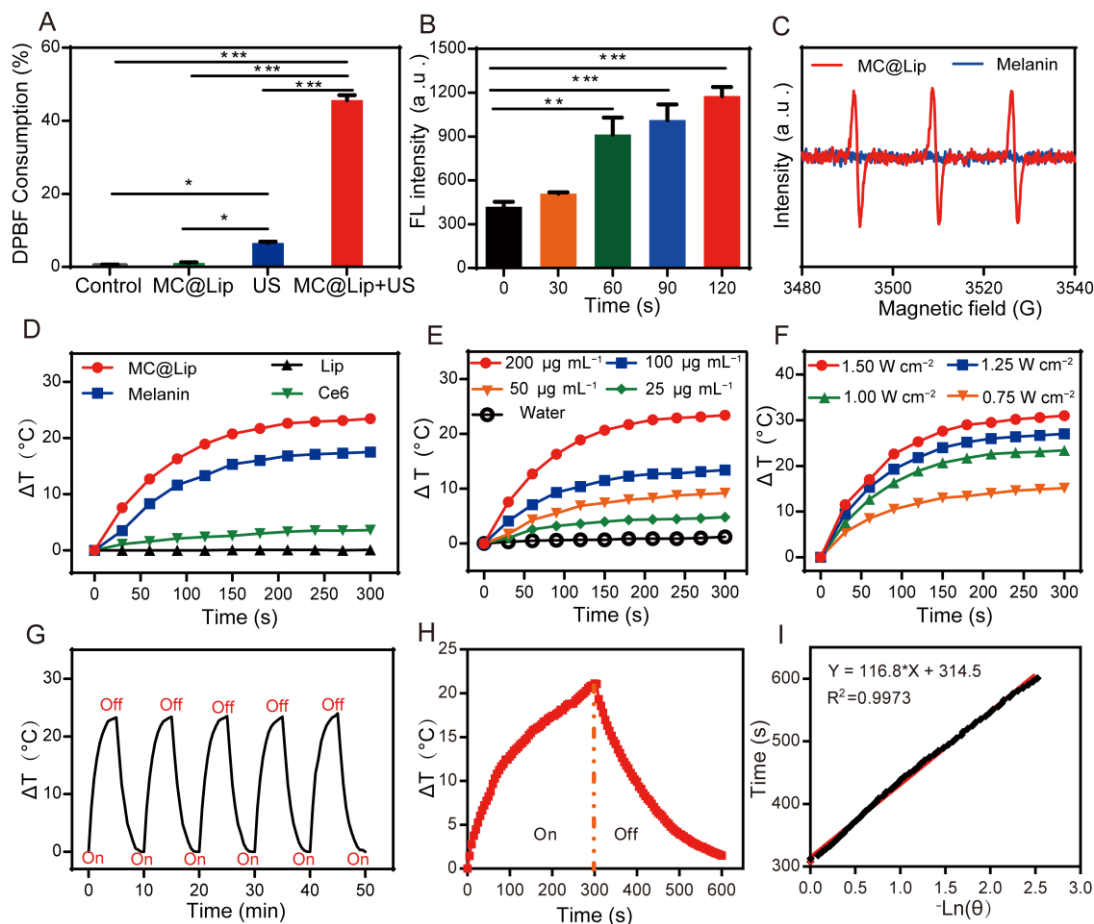 A
DPBF Consumption (%)
60
40
20
0
* ***
* ***
* ***
*
*
Control MC@Lip US MC@Lip+US
B
FL intensity (a.u.)
1500
1200
900
600
300
0
* **
* **
* *
0 30 60 90 120
Time (s)
C
MC@Lip Melanin
Intensity (a.u.)
3480 3500 3520 3540
Magnetic field (G)
D
ΔT (°C)
30
20
10
0
MC@Lip Lip
Melanin Ce6
0 50 100 150 200 250 300
Time (s)
E
ΔT (°C)
30
20
10
0
200 μg mL⁻¹ 100 μg mL⁻¹
50 μg mL⁻¹ 25 μg mL⁻¹
Water
0 50 100 150 200 250 300
Time (s)
F
ΔT (°C)
40
30
20
10
0
1.50 W cm⁻² 1.25 W cm⁻²
1.00 W cm⁻² 0.75 W cm⁻²
0 50 100 150 200 250 300
Time (s)
G
ΔT (°C)
30
20
10
0
Off Off Off Off Off
On On On On On On
0 10 20 30 40 50
Time (min)
H
ΔT (°C)
25
20
15
10
5
0
On Off
0 100 200 300 400 500 600
Time (s)
I
Y = 116.8*X + 314.5
R²=0.9973
Time (s)
600
500
400
300
0.0 0.5 1.0 1.5 2.0 2.5 3.0
-Ln(θ)